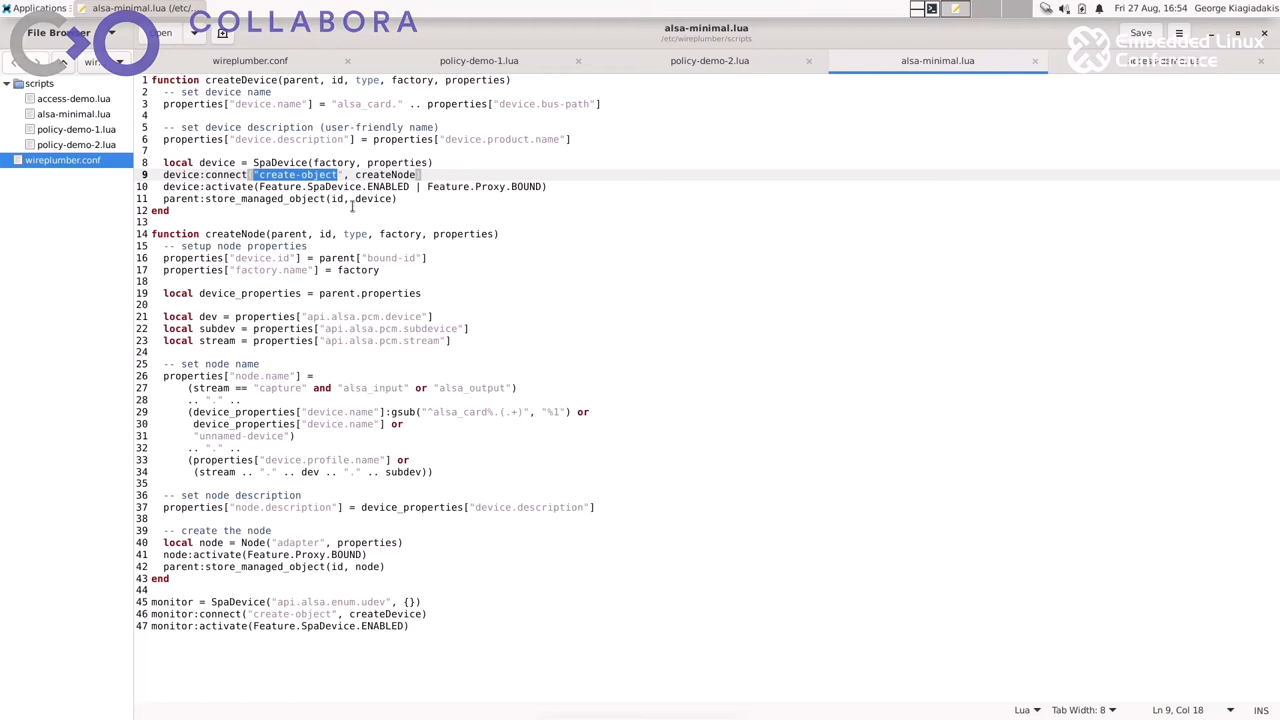 Applications
alsa-minimal.lua (/etc/...
Fri 27 Aug, 16:54
George Kiagiadakis
COLLABORA
File Browser
Open
alsa-minimal.lua
/etc/wireplumber/scripts
Save
Embedded Linux
Conference
wireplumber.conf
policy-demo-1.lua
policy-demo-2.lua
alsa-minimal.lua
scripts
access-demo.lua
alsa-minimal.lua
policy-demo-1.lua
policy-demo-2.lua
wireplumber.conf
1 function createDevice(parent, id, type, factory, properties)
2   -- set device name
3   properties["device.name"] = "alsa_card." .. properties["device.bus-path"]
4
5   -- set device description (user-friendly name)
6   properties["device.description"] = properties["device.product.name"]
7
8   local device = SpaDevice(factory, properties)
9   device:connect("create-object", createNode)
10   device:activate(Feature.SpaDevice.ENABLED | Feature.Proxy.BOUND)
11   parent:store_managed_object(id, device)
12 end
13
14 function createNode(parent, id, type, factory, properties)
15   -- setup node properties
16   properties["device.id"] = parent["bound-id"]
17   properties["factory.name"] = factory
18
19   local device_properties = parent.properties
20
21   local dev = properties["api.alsa.pcm.device"]
22   local subdev = properties["api.alsa.pcm.subdevice"]
23   local stream = properties["api.alsa.pcm.stream"]
24
25   -- set node name
26   properties["node.name"] =
27       (stream == "capture" and "alsa_input" or "alsa_output")
28       .. "." ..
29       (device_properties["device.name"]:gsub("^alsa_card%.(.+)", "%1") or
30        device_properties["device.name"] or
31        "unnamed-device")
32       .. "." ..
33       (properties["device.profile.name"] or
34        (stream .. "." .. dev .. "." .. subdev))
35
36   -- set node description
37   properties["node.description"] = device_properties["device.description"]
38
39   -- create the node
40   local node = Node("adapter", properties)
41   node:activate(Feature.Proxy.BOUND)
42   parent:store_managed_object(id, node)
43 end
44
45 monitor = SpaDevice("api.alsa.enum.udev", {})
46 monitor:connect("create-object", createDevice)
47 monitor:activate(Feature.SpaDevice.ENABLED)
Lua
Tab Width: 8
Ln 9, Col 18
INS